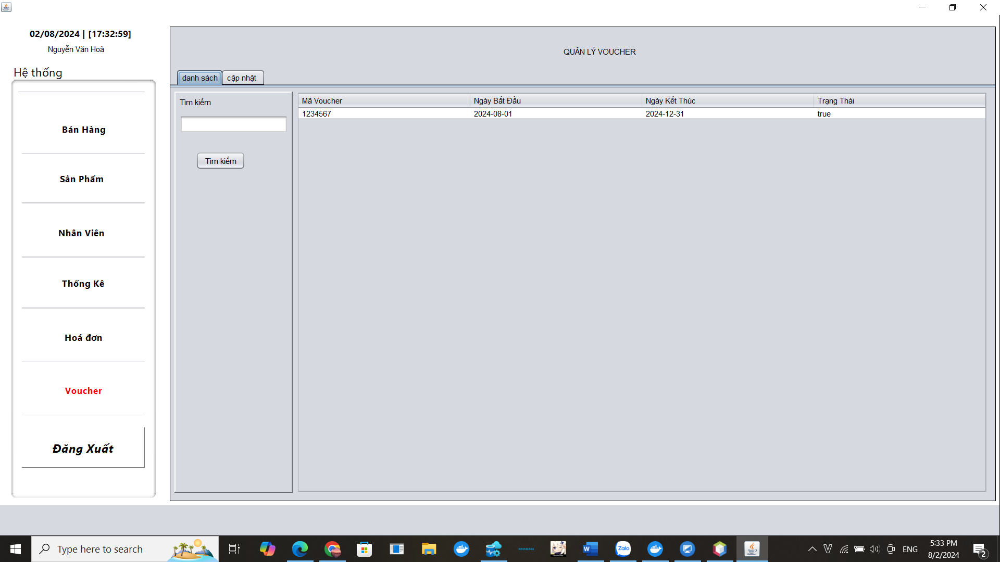 02/08/2024 | [17:32:59]
Nguyễn Văn Hoà
Hệ thống
Bán Hàng
Sản Phẩm
Nhân Viên
Thống Kê
Hoá đơn
Voucher
Đăng Xuất
QUẢN LÝ VOUCHER
danh sách cập nhật
Tìm kiếm
Tìm kiếm
Mã Voucher Ngày Bắt Đầu Ngày Kết Thúc Trạng Thái
1234567 2024-08-01 2024-12-31 true
Type here to search
Zalo
ENG
5:33 PM
8/2/2024
2